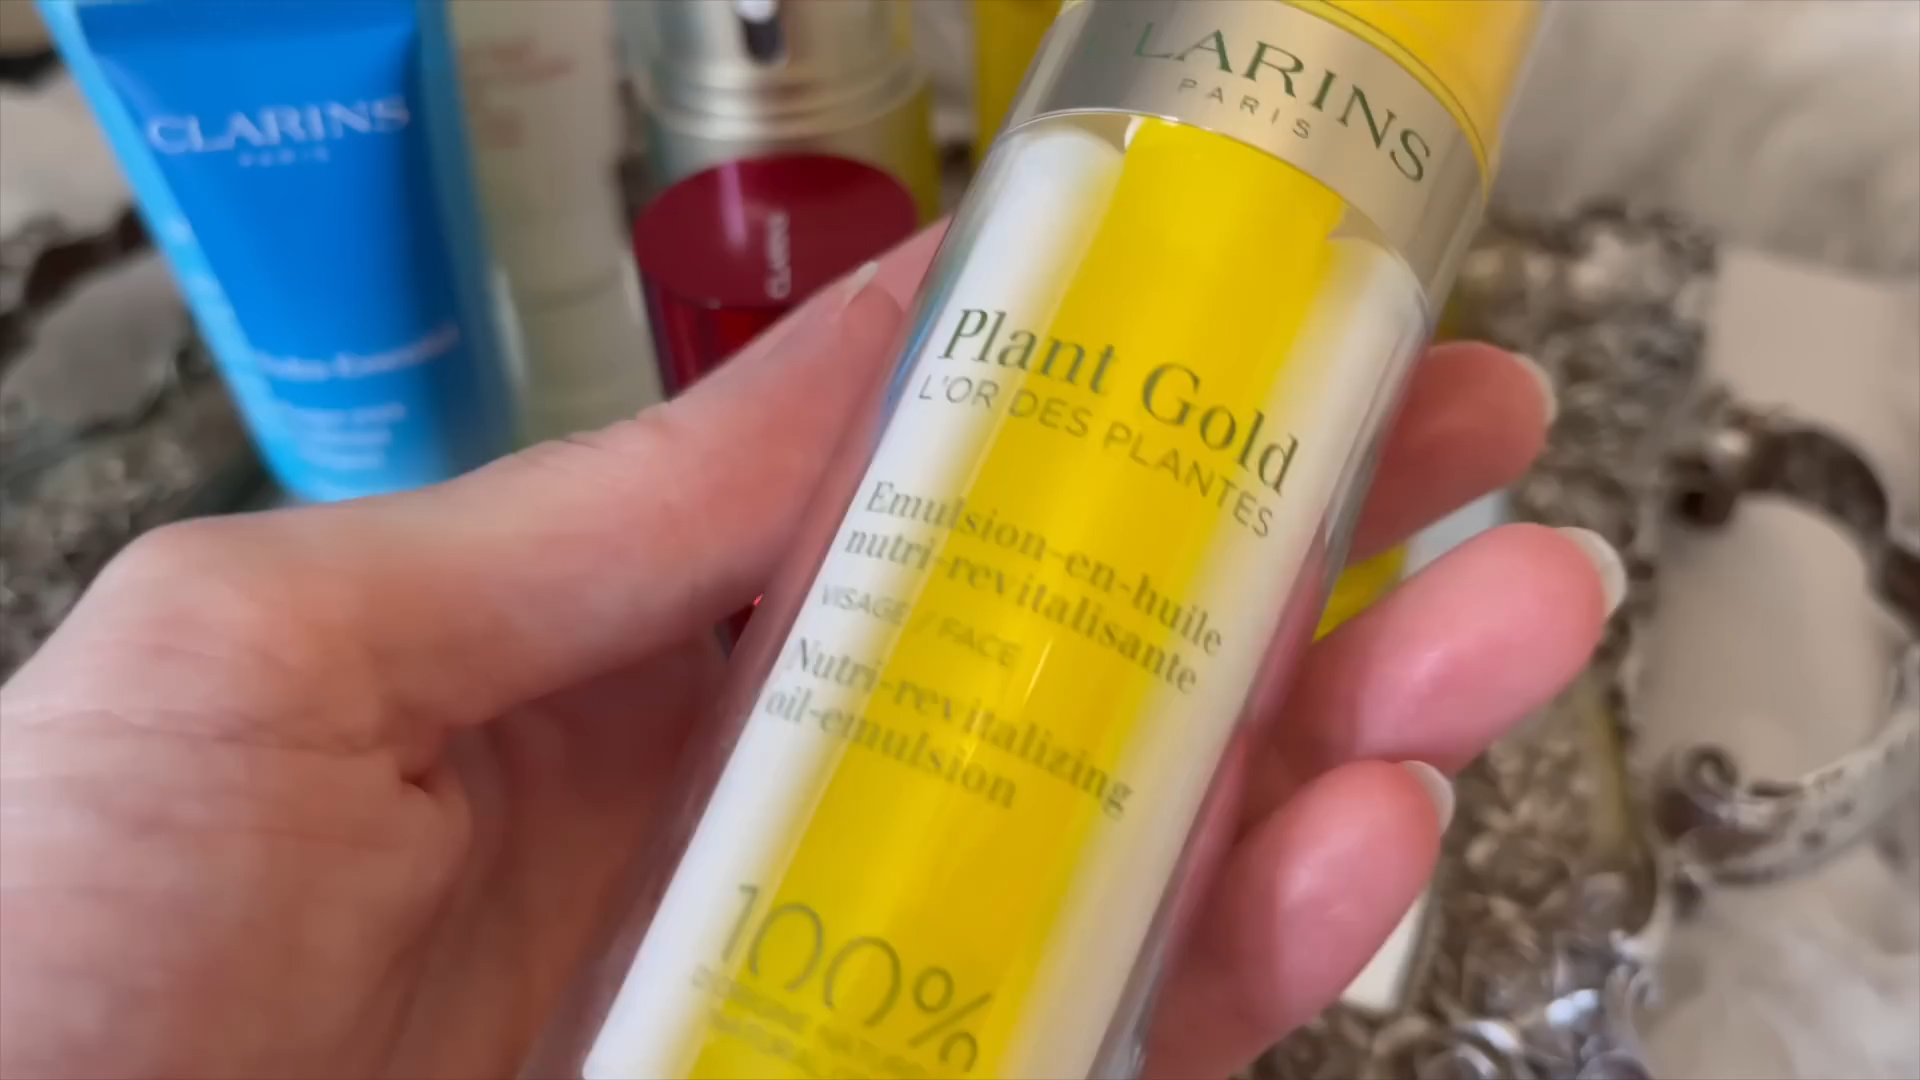 CLARINS
PARIS
CLARINS
CLARINS
PARIS
Plant Gold
L'OR DES PLANTES
Emulsion-en-huile
nutri-revitalisante
VISAGE / FACE
Nutri-revitalizing
oil-emulsion
100%